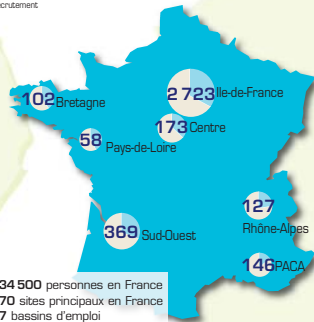 recrutement
102 Bretagne
2 723 Ile-de-France
173 Centre
58 Pays-de-Loire
127
Rhône-Alpes
369 Sud-Ouest
146 PACA
34 500 personnes en France
70 sites principaux en France
7 bassins d'emploi